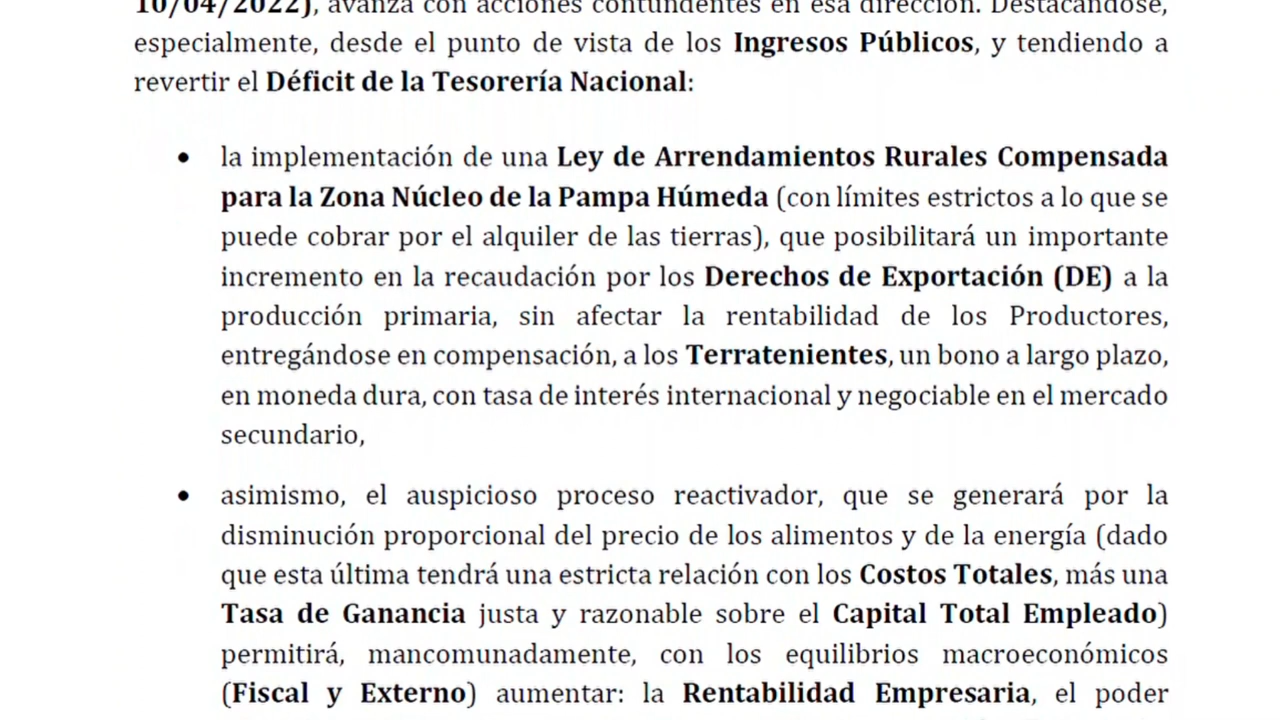 10/04/2022), avanza con acciones contundentes en esa dirección. Destacándose,
especialmente, desde el punto de vista de los Ingresos Públicos, y tendiendo a
revertir el Déficit de la Tesorería Nacional:
• la implementación de una Ley de Arrendamientos Rurales Compensada
para la Zona Núcleo de la Pampa Húmeda (con límites estrictos a lo que se
puede cobrar por el alquiler de las tierras), que posibilitará un importante
incremento en la recaudación por los Derechos de Exportación (DE) a la
producción primaria, sin afectar la rentabilidad de los Productores,
entregándose en compensación, a los Terratenientes, un bono a largo plazo,
en moneda dura, con tasa de interés internacional y negociable en el mercado
secundario,
• asimismo, el auspicioso proceso reactivador, que se generará por la
disminución proporcional del precio de los alimentos y de la energía (dado
que esta última tendrá una estricta relación con los Costos Totales, más una
Tasa de Ganancia justa y razonable sobre el Capital Total Empleado)
permitirá, mancomunadamente, con los equilibrios macroeconómicos
(Fiscal y Externo) aumentar: la Rentabilidad Empresaria, el poder